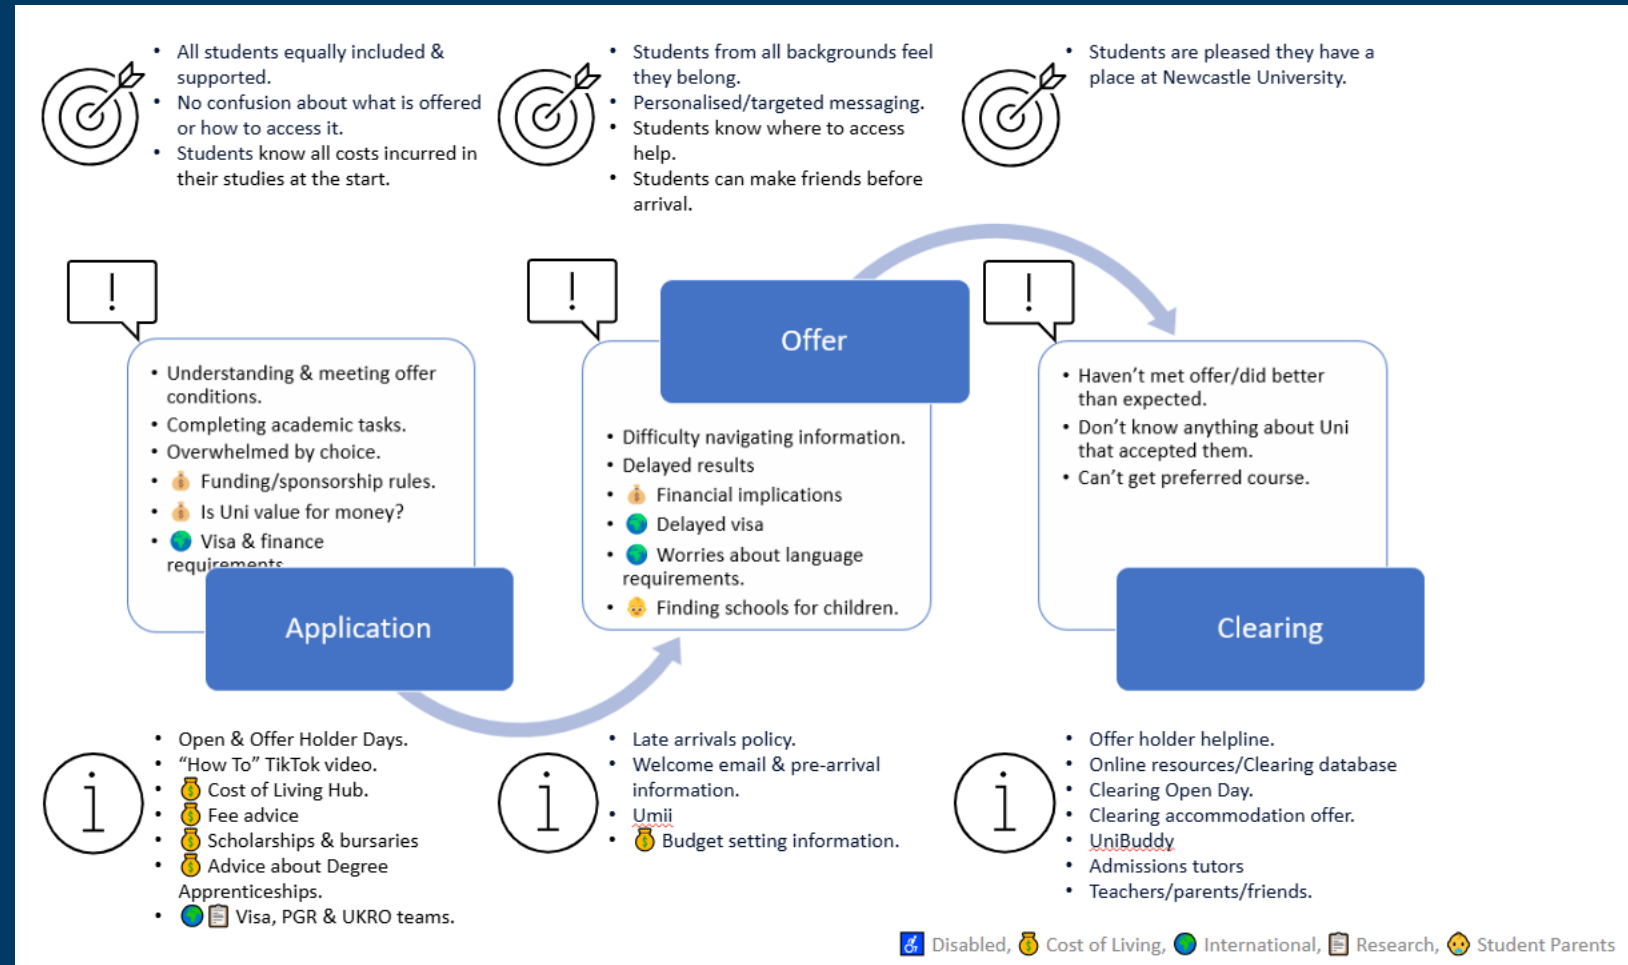 • All students equally included &
supported.
• No confusion about what is offered
or how to access it.
• Students know all costs incurred in
their studies at the start.
• Students from all backgrounds feel
they belong.
• Personalised/targeted messaging.
• Students know where to access
help.
• Students can make friends before
arrival.
• Students are pleased they have a
place at Newcastle University.
!
• Understanding & meeting offer
conditions.
• Completing academic tasks.
• Overwhelmed by choice.
• 💰 Funding/sponsorship rules.
• 💰 Is Uni value for money?
• 🌍 Visa & finance
requirements
Application
!
Offer
• Difficulty navigating information.
• Delayed results
• 💰 Financial implications
• 🌍 Delayed visa
• 🌍 Worries about language
requirements.
• 👶 Finding schools for children.
!
• Haven’t met offer/did better
than expected.
• Don’t know anything about Uni
that accepted them.
• Can’t get preferred course.
Clearing
i
• Open & Offer Holder Days.
• “How To” TikTok video.
• 💰 Cost of Living Hub.
• 💰 Fee advice
• 💰 Scholarships & bursaries
• 💰 Advice about Degree
Apprenticeships.
• 🌍📋 Visa, PGR & UKRO teams.
i
• Late arrivals policy.
• Welcome email & pre-arrival
information.
• Umii
• 💰 Budget setting information.
i
• Offer holder helpline.
• Online resources/Clearing database
• Clearing Open Day.
• Clearing accommodation offer.
• UniBuddy
• Admissions tutors
• Teachers/parents/friends.
♿ Disabled, 💰 Cost of Living, 🌍 International, 📋 Research, 👶 Student Parents